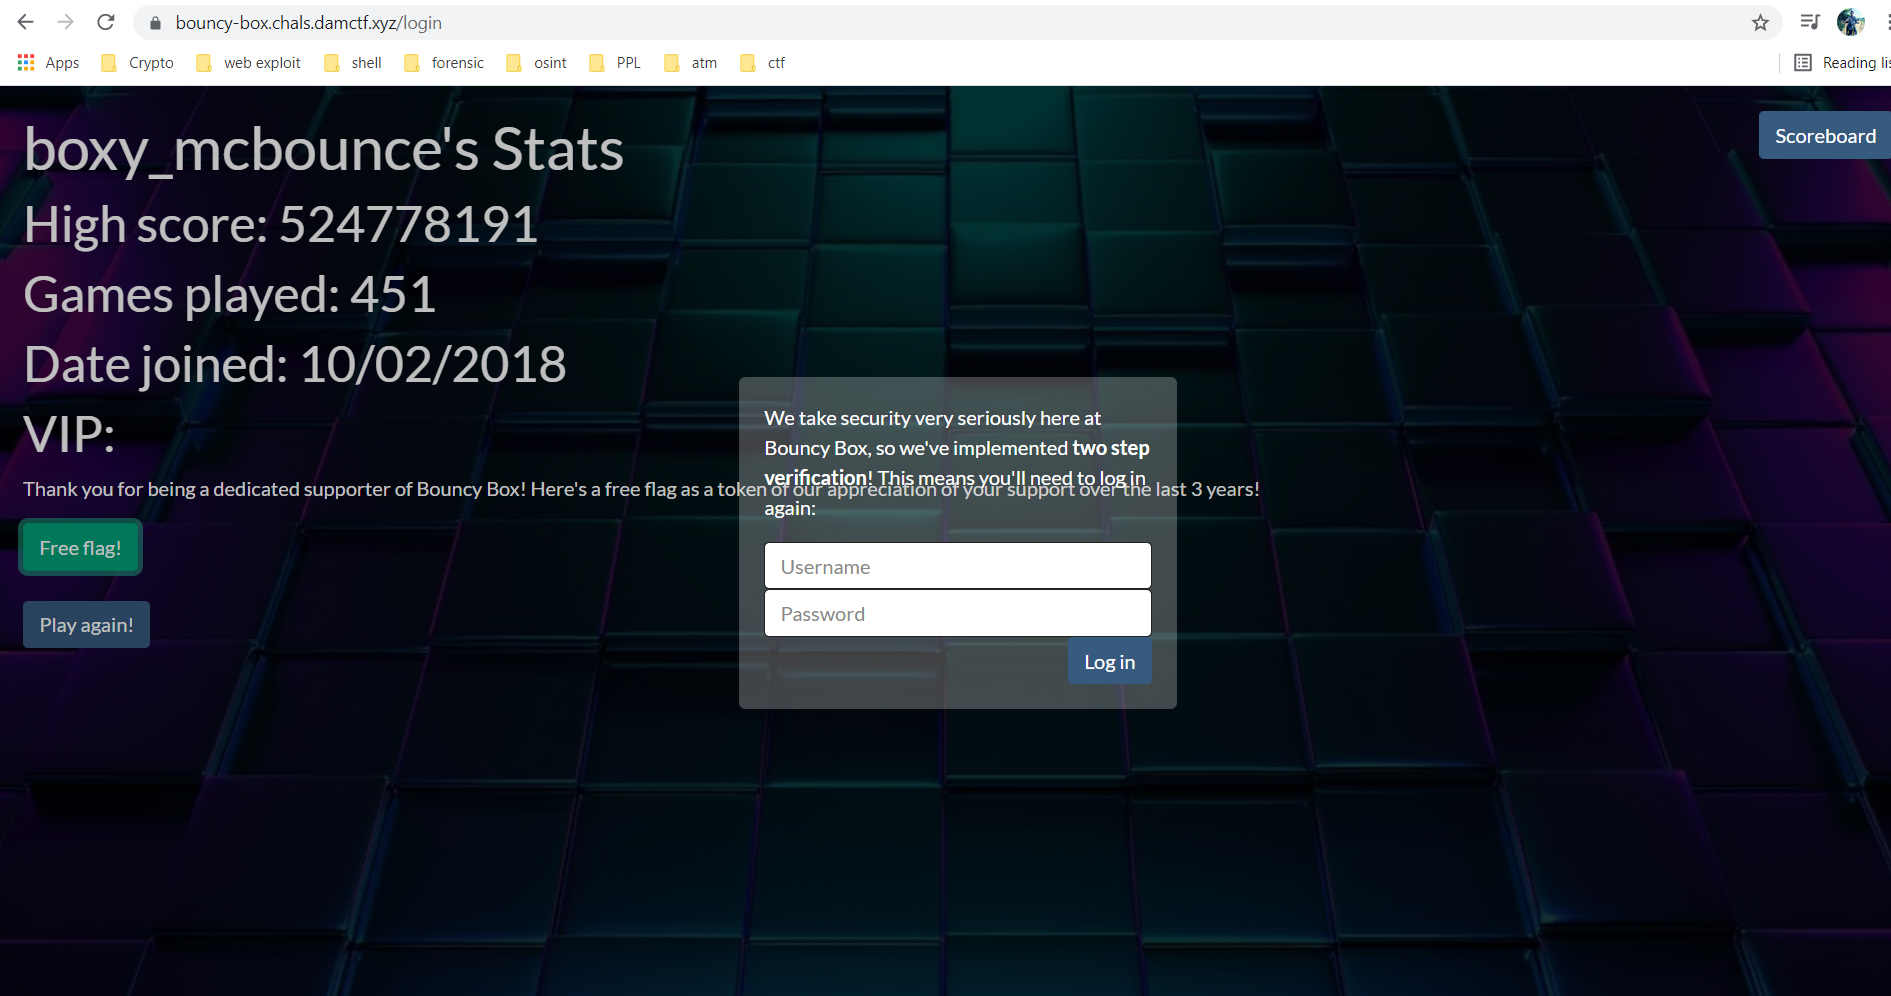 bouncy-box.chals.damctf.xyz/login
Apps Crypto web exploit shell forensic osint PPL atm ctf Reading lis
boxy_mcbounce's Stats
Scoreboard
High score: 524778191
Games played: 451
Date joined: 10/02/2018
VIP:
Thank you for being a dedicated supporter of Bouncy Box! Here's a free flag as a token of our appreciation of your support over the last 3 years!
Free flag!
Play again!
We take security very seriously here at
Bouncy Box, so we've implemented two step
verification! This means you'll need to log in
again:
Username
Password
Log in